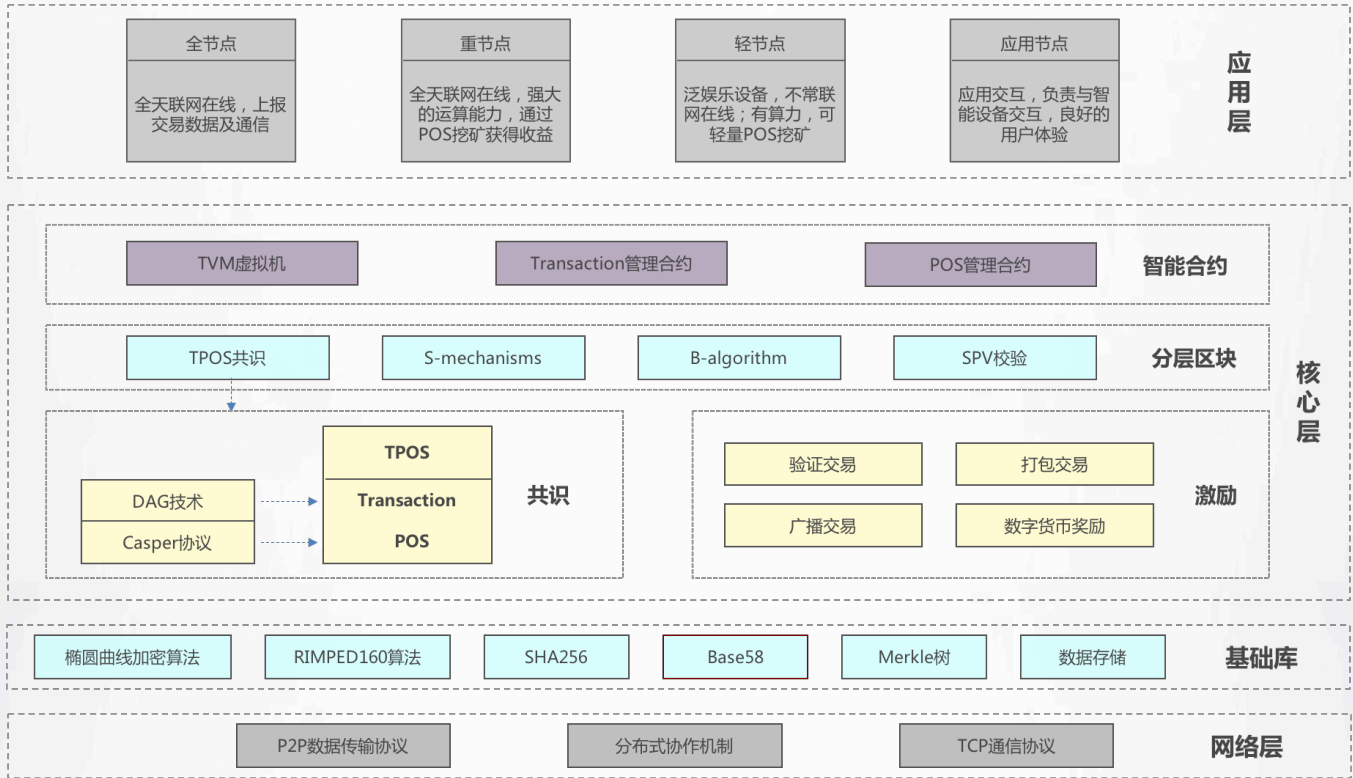 全节点
全天联网在线，上报
交易数据及通信
重节点
全天联网在线，强大
的运算能力，通过
POS挖矿获得收益
轻节点
泛娱乐设备，不常联
网在线；有算力，可
轻量POS挖矿
应用节点
应用交互，负责与智
能设备交互，良好的
用户体验
应用层
TVM虚拟机
Transaction管理合约
POS管理合约
智能合约
TPOS共识
S-mechanisms
B-algorithm
SPV校验
分层区块
核心层
DAG技术
Casper协议
TPOS
Transaction
POS
共识
验证交易
打包交易
广播交易
数字货币奖励
激励
椭圆曲线加密算法
RIMPED160算法
SHA256
Base58
Merkle树
数据存储
基础库
P2P数据传输协议
分布式协作机制
TCP通信协议
网络层